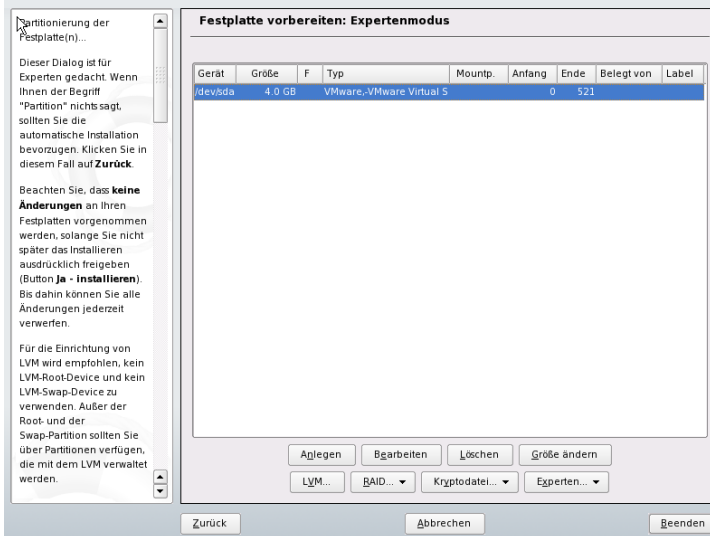 Partitionierung der
Festplatte(n)...
Dieser Dialog ist für
Experten gedacht. Wenn
Ihnen der Begriff
"Partition" nichts sagt,
sollten Sie die
automatische Installation
bevorzugen. Klicken Sie in
diesem Fall auf Zurück.
Beachten Sie, dass keine
Änderungen an Ihren
Festplatten vorgenommen
werden, solange Sie nicht
später das Installieren
ausdrücklich freigeben
(Button Ja - installieren).
Bis dahin können Sie alle
Änderungen jederzeit
verwerfen.
Für die Einrichtung von
LVM wird empfohlen, kein
LVM-Root-Device und kein
LVM-Swap-Device zu
verwenden. Außer der
Root- und der
Swap-Partition sollten Sie
über Partitionen verfügen,
die mit dem LVM verwaltet
werden.
Festplatte vorbereiten: Expertenmodus
Gerät Größe F Typ Mountp. Anfang Ende Belegt von Label
/dev/sda 4.0 GB VMware,-VMware Virtual S 0 521
Anlegen Bearbeiten Löschen Größe ändern
LVM... RAID... Kryptodatei... Experten...
Zurück Abbrechen Beenden